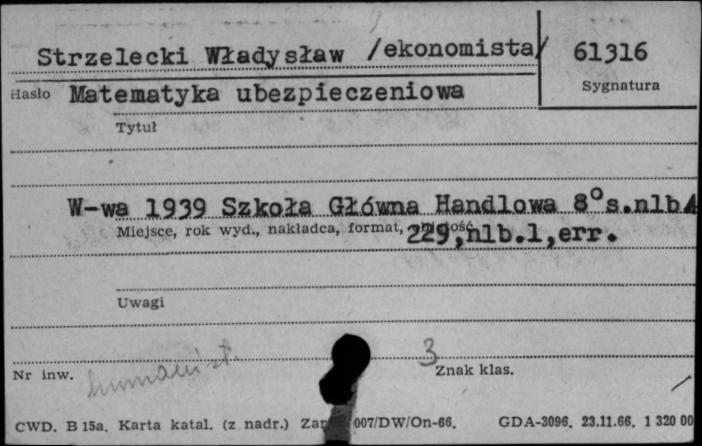 Strzelecki Władysław /ekonomista/ 61316
Hasło Matematyka ubezpieczeniowa Sygnatura
Tytuł
W-wa 1939 Szkoła Główna Handlowa 8° s.nlb.4
Miejsce, rok wyd., nakładca, format, 229,nlb.1,err.
Uwagi
3
Nr inw. Znak klas.
CWD. B 15a. Karta katal. (z nadr.) 007/DW/On-66. GDA-3096. 23.11.66. 1 320 00